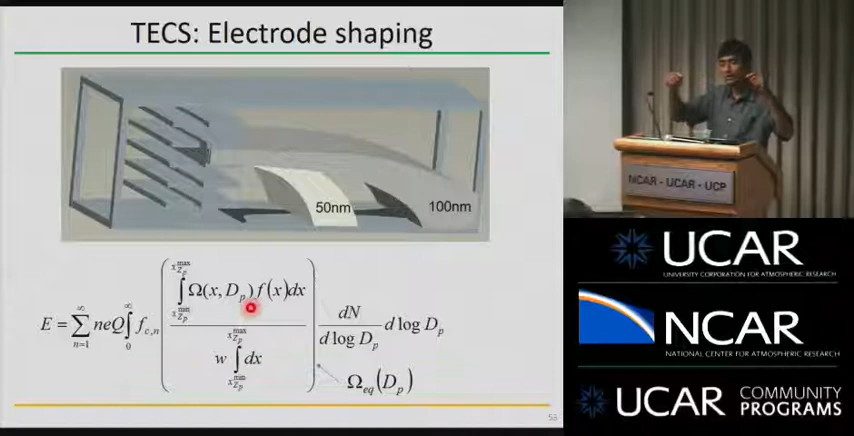 TECS: Electrode shaping
50nm
100nm
E = ∑_{n=1}^{∞} neQ ∫_0^∞ f_{c,n} ( ∫_{x_{Z_p}^{min}}^{x_{Z_p}^{max}} Ω(x, D_p) f(x)dx / w ∫_{x_{Z_p}^{min}}^{x_{Z_p}^{max}} dx ) dN / d log D_p d log D_p
Ω_{eq}(D_p)
53
NCAR - UCAR - UCP
UCAR
UNIVERSITY CORPORATION FOR ATMOSPHERIC RESEARCH
NCAR
NATIONAL CENTER FOR ATMOSPHERIC RESEARCH
UCAR COMMUNITY
PROGRAMS